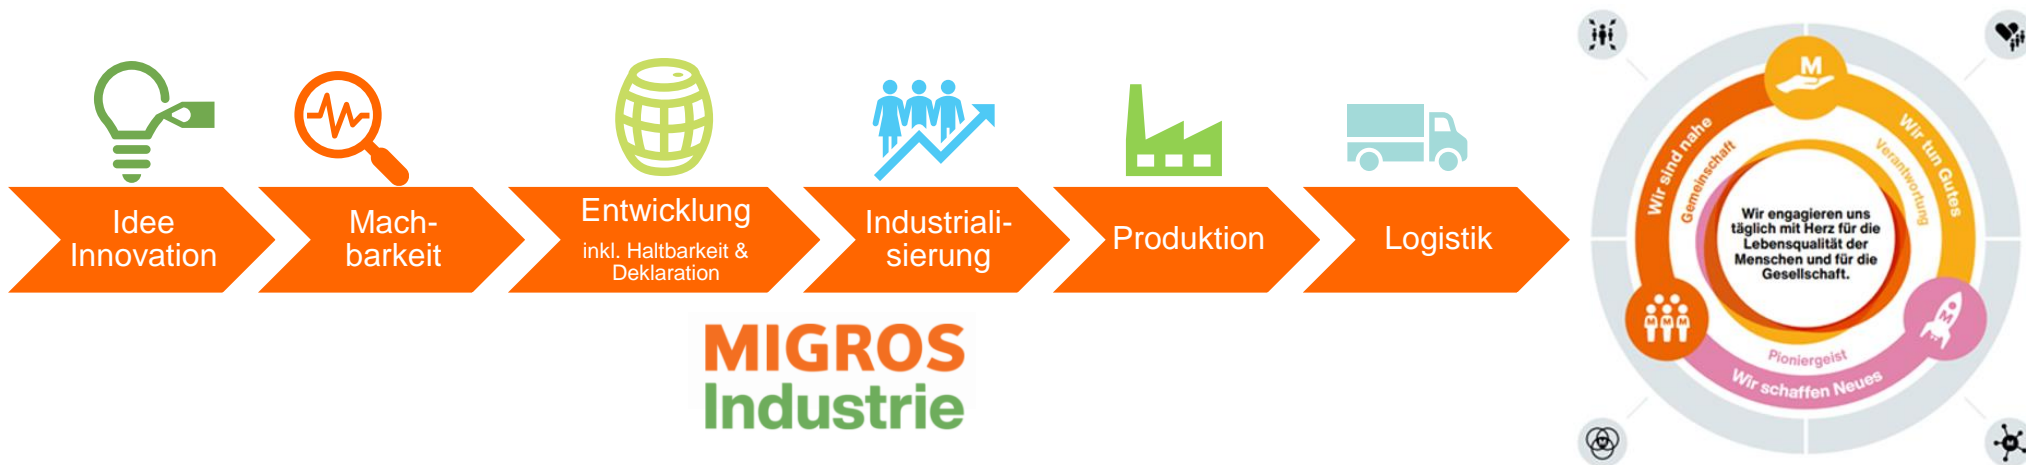 Idee
Innovation
Mach-
barkeit
Entwicklung
inkl. Haltbarkeit &
Deklaration
Industriali-
sierung
Produktion
Logistik
MIGROS
Industrie
M
Wir sind nahe
Gemeinschaft
Wir tun Gutes
Verantwortung
Wir engagieren uns
täglich mit Herz für die
Lebensqualität der
Menschen und für die
Gesellschaft.
M M M
M
Pioniergeist
Wir schaffen Neues